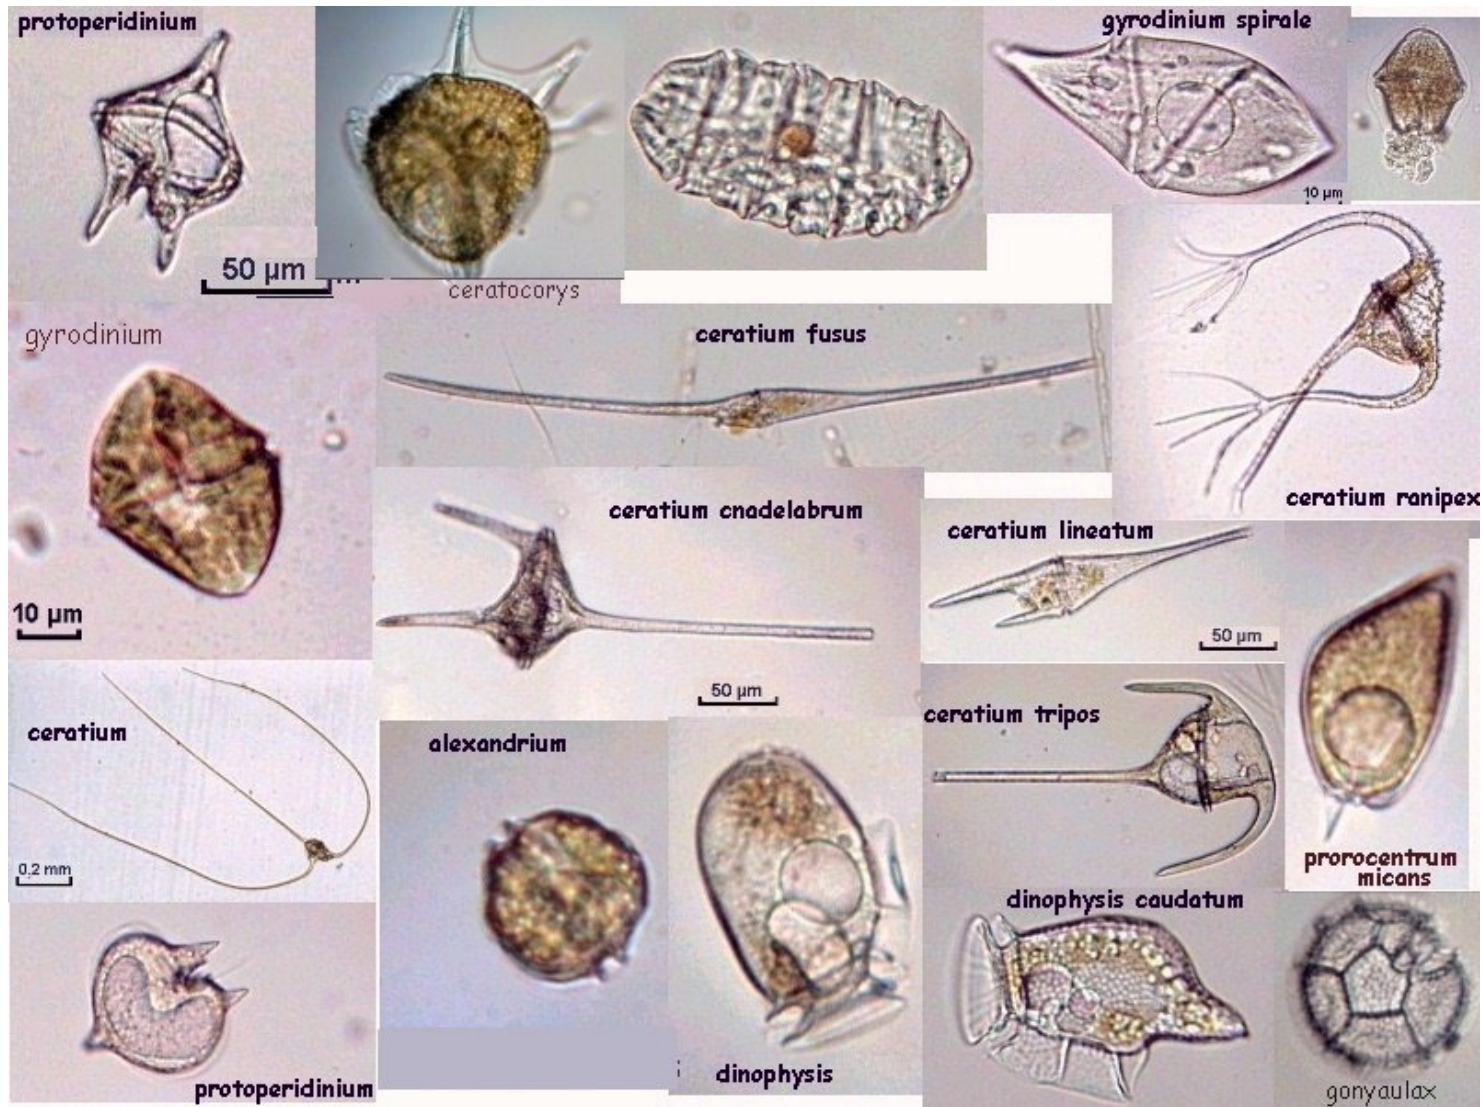 protoperidinium
gyrodinium spirale
10 µm
50 µm
ceratocorys
gyrodinium
ceratium fusus
ceratium ranipex
10 µm
ceratium cnadelabrum
50 µm
ceratium lineatum
50 µm
ceratium
0,2 mm
alexandrium
ceratium tripos
prorocentrum
micans
protoperidinium
dinophysis
dinophysis caudatum
gonyaulax